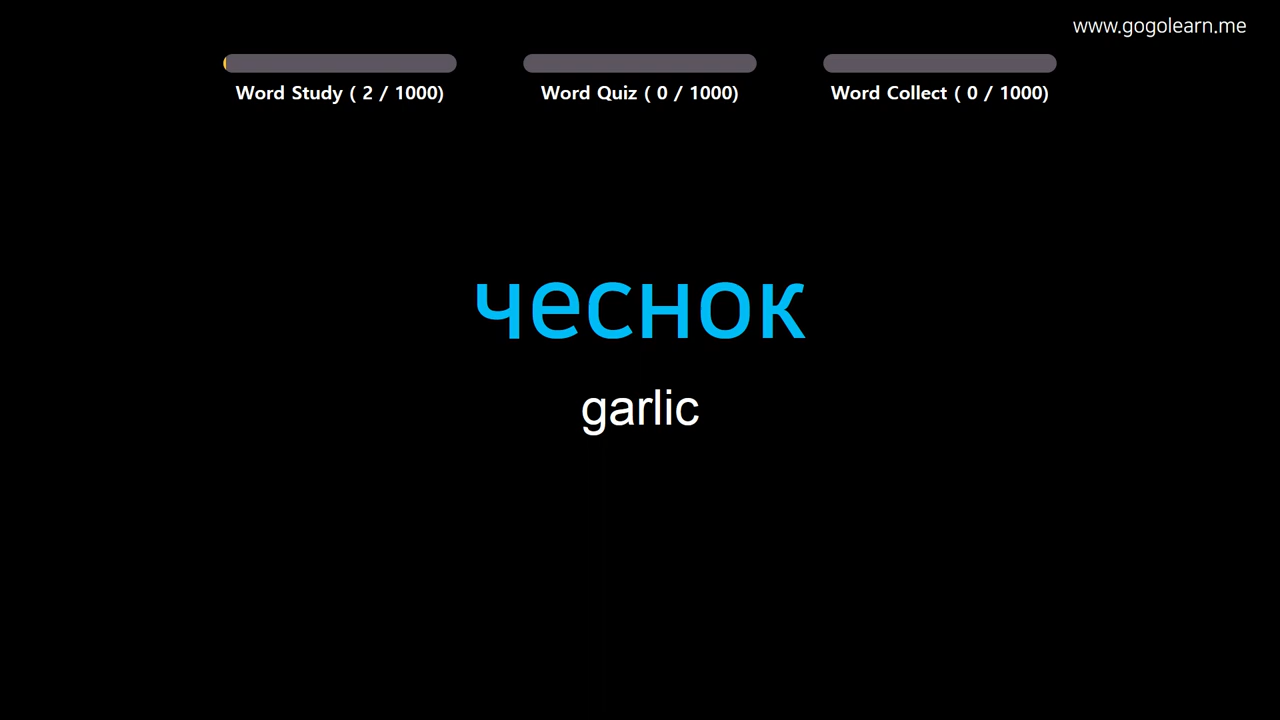 www.gogolearn.me
Word Study ( 2 / 1000)
Word Quiz ( 0 / 1000)
Word Collect ( 0 / 1000)
чеснок
garlic